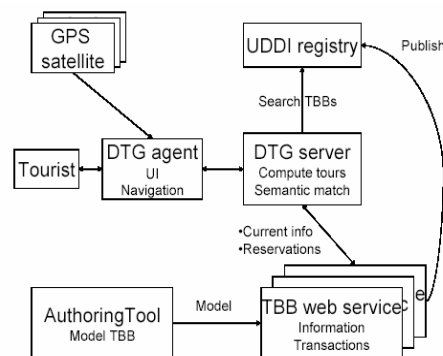 GPS
satellite
UDDI registry
Publish
Search TBBs
Tourist
DTG agent
UI
Navigation
DTG server
Compute tours
Semantic match
•Current info
•Reservations
AuthoringTool
Model TBB
Model
TBB web service
Information
Transactions